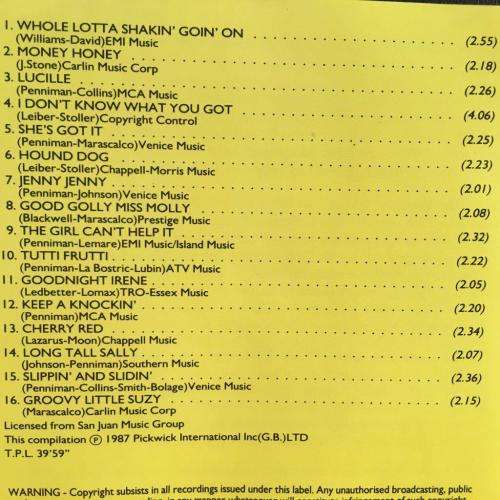 1. WHOLE LOTTA SHAKIN' GOIN' ON . . . . . . . . . . . . . . . . . . . . (2.55)
(Williams-David)EMI Music
2. MONEY HONEY . . . . . . . . . . . . . . . . . . . . (2.18)
(J.Stone)Carlin Music Corp
3. LUCILLE . . . . . . . . . . . . . . . . . . . . (2.26)
(Penniman-Collins)MCA Music
4. I DON'T KNOW WHAT YOU GOT . . . . . . . . . . . . . . . . . . . . (4.06)
(Leiber-Stoller)Copyright Control
5. SHE'S GOT IT . . . . . . . . . . . . . . . . . . . . (2.25)
(Penniman-Marascalco)Venice Music
6. HOUND DOG . . . . . . . . . . . . . . . . . . . . (2.23)
(Leiber-Stoller)Chappell-Morris Music
7. JENNY JENNY . . . . . . . . . . . . . . . . . . . . (2.01)
(Penniman-Johnson)Venice Music
8. GOOD GOLLY MISS MOLLY . . . . . . . . . . . . . . . . . . . . (2.08)
(Blackwell-Marascalco)Prestige Music
9. THE GIRL CAN'T HELP IT . . . . . . . . . . . . . . . . . . . . (2.32)
(Penniman-Lemare)EMI Music/Island Music
10. TUTTI FRUTTI . . . . . . . . . . . . . . . . . . . . (2.22)
(Penniman-La Bostric-Lubin)ATV Music
11. GOODNIGHT IRENE . . . . . . . . . . . . . . . . . . . . (2.05)
(Ledbetter-Lomax)TRO-Essex Music
12. KEEP A KNOCKIN' . . . . . . . . . . . . . . . . . . . . (2.20)
(Penniman)MCA Music
13. CHERRY RED . . . . . . . . . . . . . . . . . . . . (2.34)
(Lazarus-Moon)Chappell Music
14. LONG TALL SALLY . . . . . . . . . . . . . . . . . . . . (2.07)
(Johnson-Penniman)Southern Music
15. SLIPPIN' AND SLIDIN' . . . . . . . . . . . . . . . . . . . . (2.36)
(Penniman-Collins-Smith-Bolage)Venice Music
16. GROOVY LITTLE SUZY . . . . . . . . . . . . . . . . . . . . (2.15)
(Marascalco)Carlin Music Corp
Licensed from San Juan Music Group
This compilation ℗ 1987 Pickwick International Inc(G.B.)LTD
T.P.L. 39'59"
WARNING - Copyright subsists in all recordings issued under this label. Any unauthorised broadcasting, public